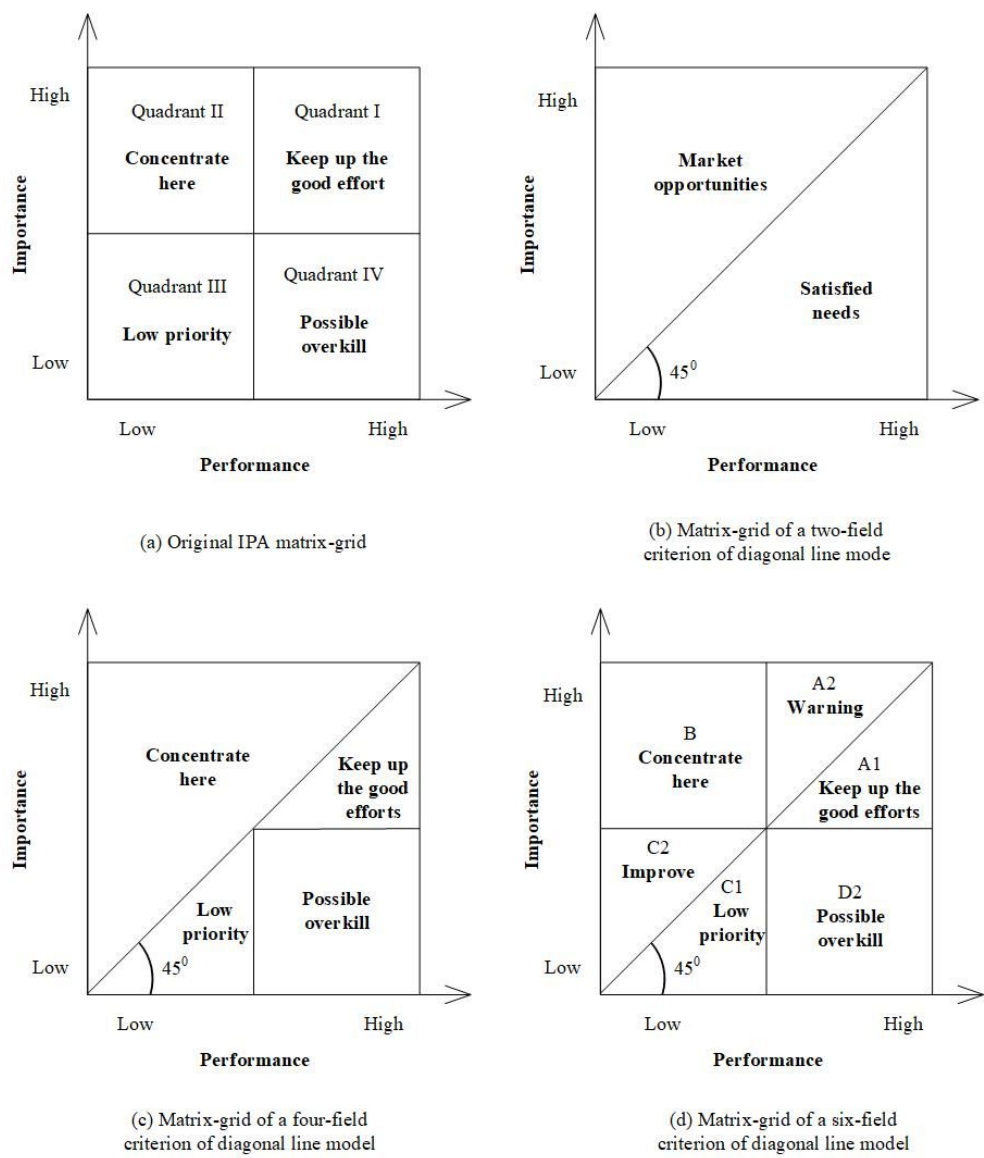 High
Quadrant II
Concentrate
here
Quadrant I
Keep up the
good effort
Importance
Quadrant III
Low priority
Quadrant IV
Possible
overkill
Low
Low
High
Performance
(a) Original IPA matrix-grid
High
Market
opportunities
Importance
Satisfied
needs
Low
45⁰
Low
High
Performance
(b) Matrix-grid of a two-field
criterion of diagonal line mode
High
Concentrate
here
Keep up
the good
efforts
Importance
Low
priority
Possible
overkill
Low
45⁰
Low
High
Performance
(c) Matrix-grid of a four-field
criterion of diagonal line model
High
B
Concentrate
here
A2
Warning
A1
Keep up the
good efforts
Importance
C2
Improve
C1
Low
priority
D2
Possible
overkill
Low
45⁰
Low
High
Performance
(d) Matrix-grid of a six-field
criterion of diagonal line model